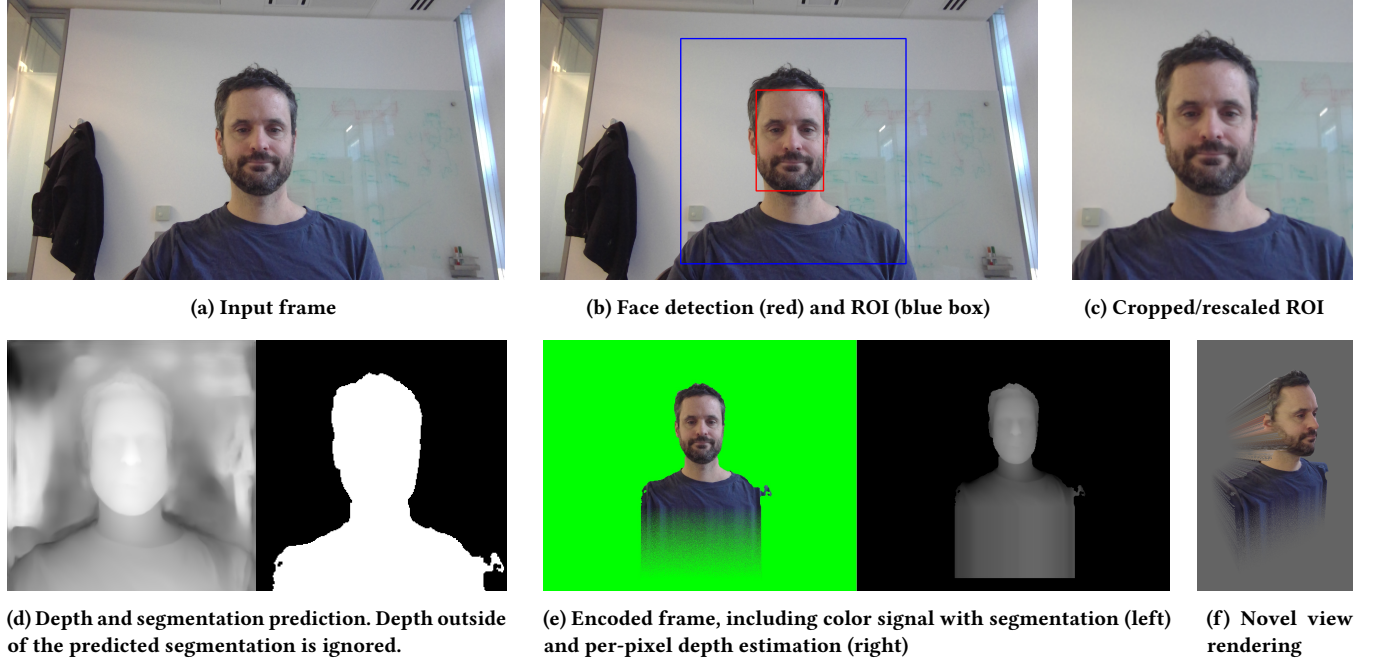 (a) Input frame
(b) Face detection (red) and ROI (blue box)
(c) Cropped/rescaled ROI
(d) Depth and segmentation prediction. Depth outside
of the predicted segmentation is ignored.
(e) Encoded frame, including color signal with segmentation (left)
and per-pixel depth estimation (right)
(f) Novel view
rendering